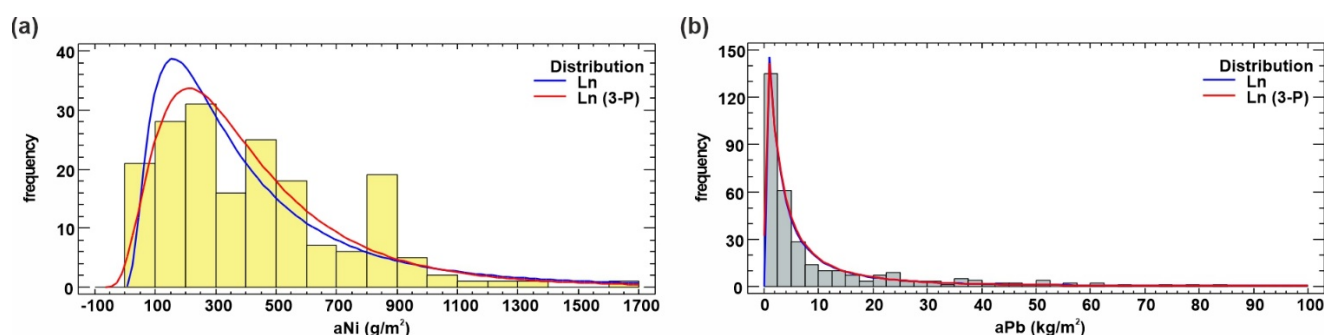 (a)
frequency
40
30
20
10
0
-100 100 300 500 700 900 1100 1300 1500 1700
aNi (g/m²)
Distribution
Ln
Ln (3-P)
(b)
frequency
150
120
90
60
30
0
0 10 20 30 40 50 60 70 80 90 100
aPb (kg/m²)
Distribution
Ln
Ln (3-P)